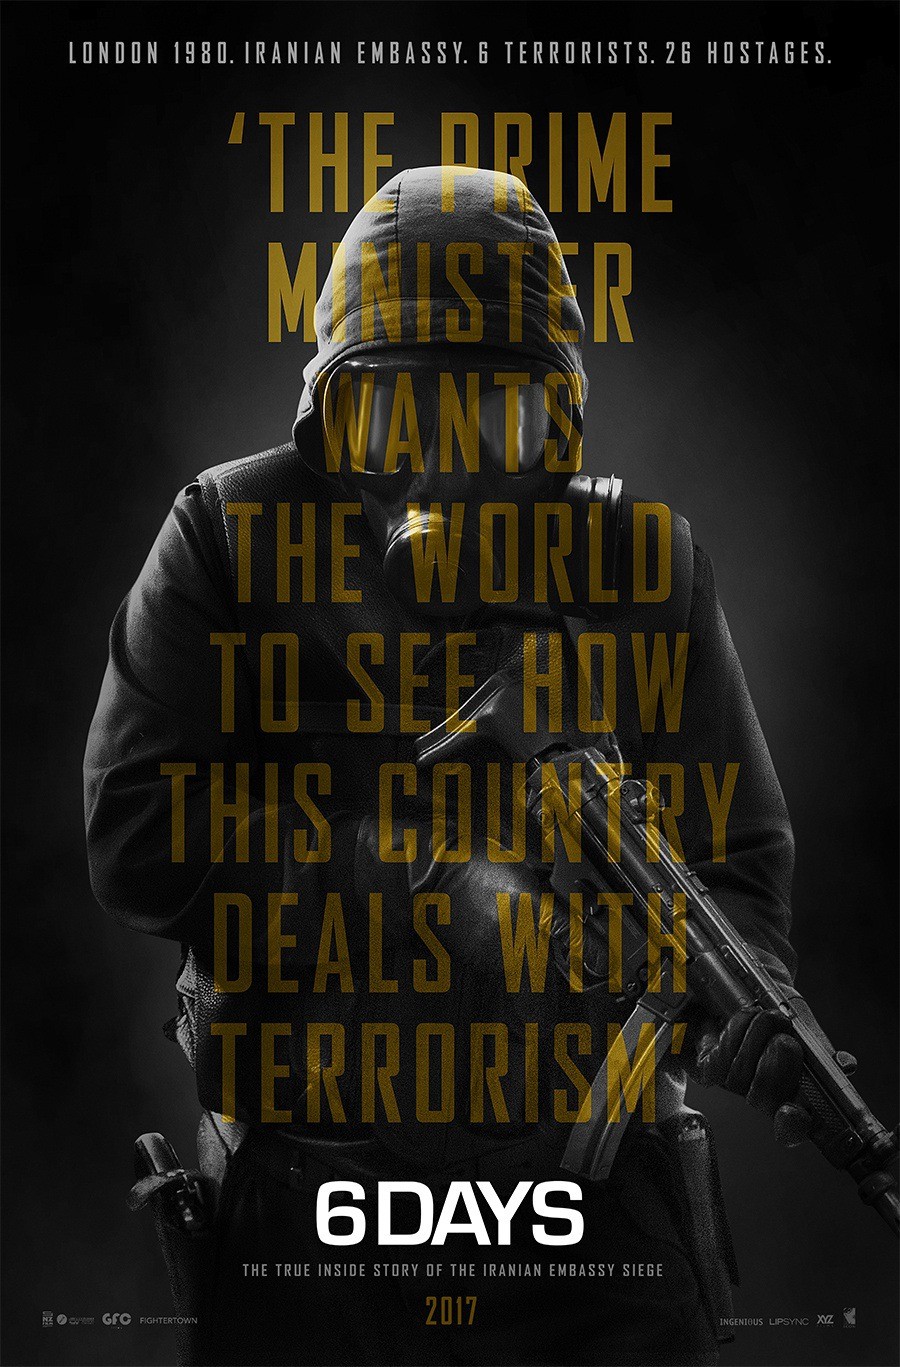 LONDON 1980. IRANIAN EMBASSY. 6 TERRORISTS. 26 HOSTAGES.
‘THE PRIME
MINISTER
WANTS
THE WORLD
TO SEE HOW
THIS COUNTRY
DEALS WITH
TERRORISM’
6 DAYS
THE TRUE INSIDE STORY OF THE IRANIAN EMBASSY SIEGE
2017
GFC FIGHTERTOWN INGENIOUS LIPSYNC XYZ